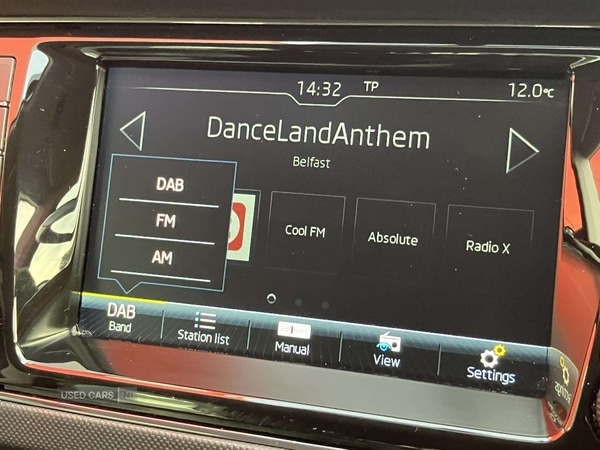 14:32 TP 12.0°C
DanceLandAnthem
Belfast
DAB
FM
AM
Cool FM
Absolute
Radio X
DAB
Band
Station list
Manual
View
Settings
USED CARS NI